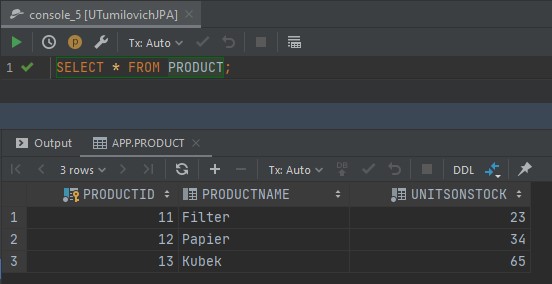 console_5 [UTumilovichJPA]
Tx: Auto
1 SELECT * FROM PRODUCT;
Output APP.PRODUCT
3 rows Tx: Auto DB DDL
PRODUCTID PRODUCTNAME UNITSONSTOCK
1 11 Filter 23
2 12 Papier 34
3 13 Kubek 65